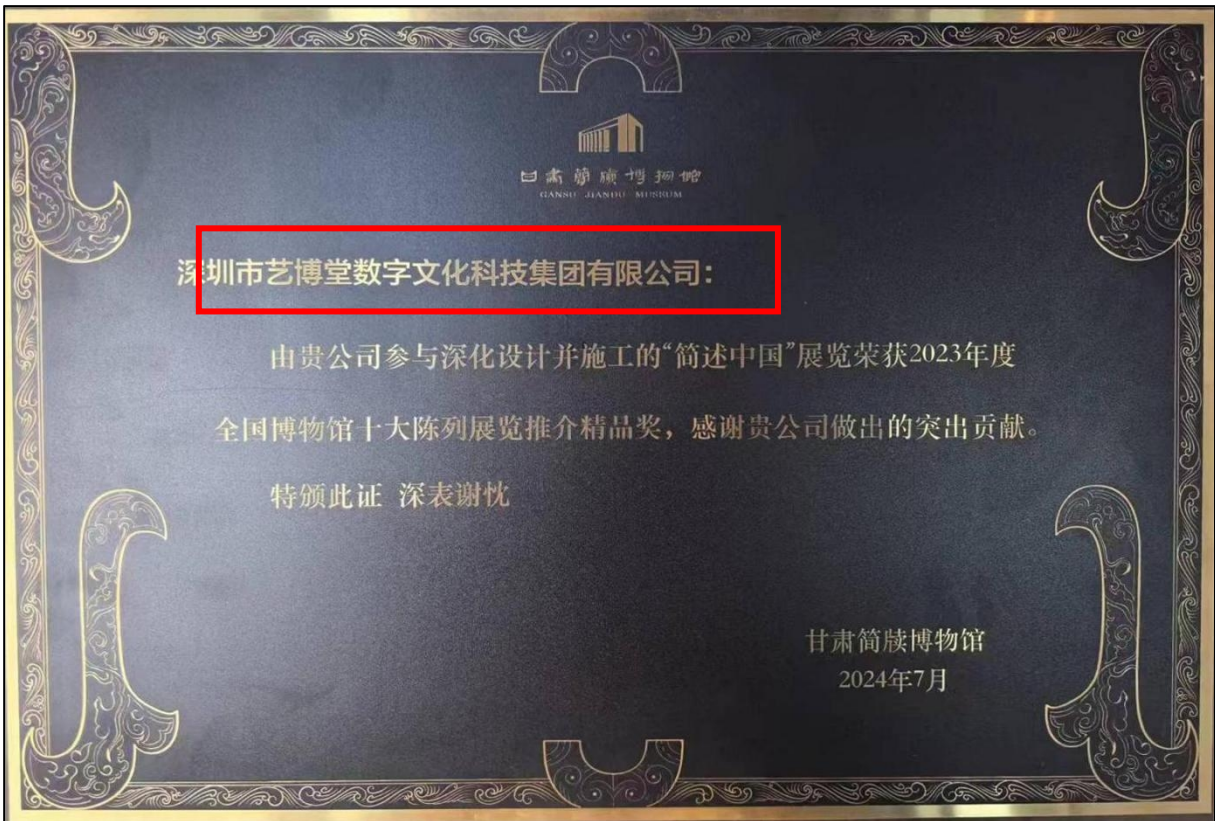 甘肃简牍博物馆
GANSU JIANDU MUSEUM
深圳市艺博堂数字文化科技集团有限公司：
由贵公司参与深化设计并施工的“简述中国”展览荣获2023年度
全国博物馆十大陈列展览推介精品奖，感谢贵公司做出的突出贡献。
特颁此证 深表谢忱
甘肃简牍博物馆
2024年7月